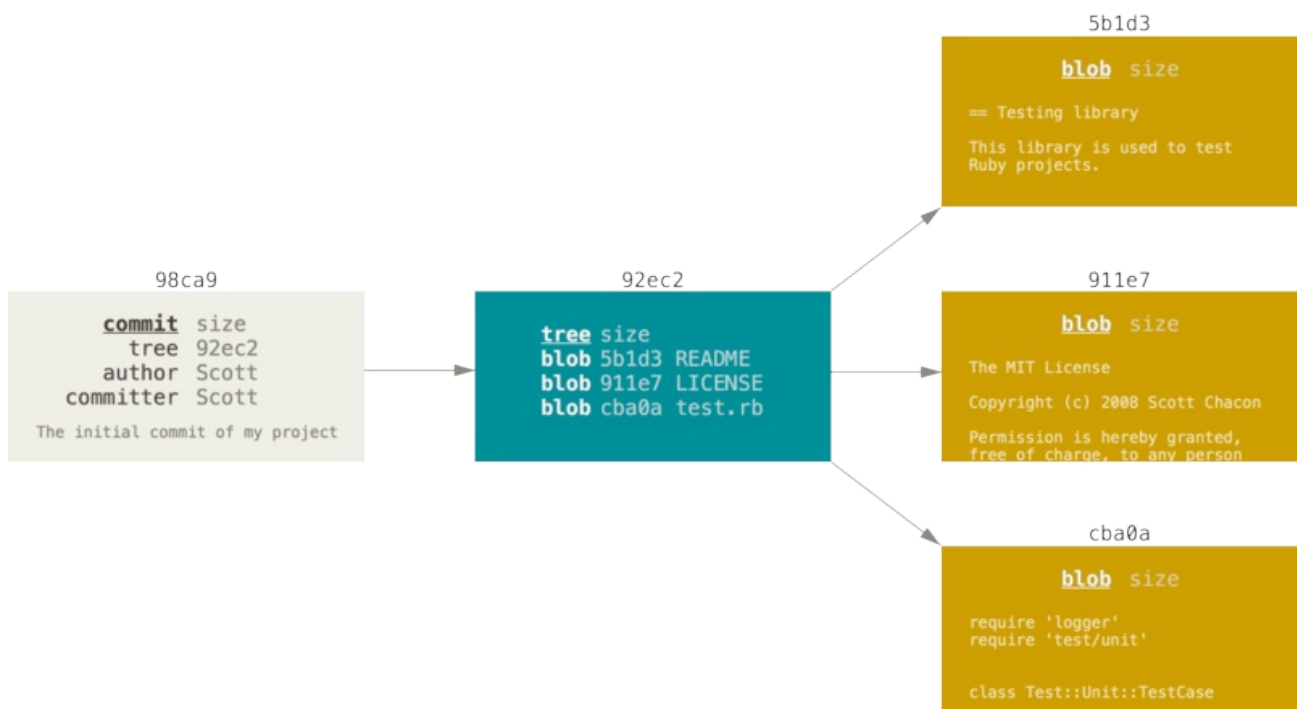 98ca9
commit size
tree 92ec2
author Scott
committer Scott
The initial commit of my project
92ec2
tree size
blob 5b1d3 README
blob 911e7 LICENSE
blob cba0a test.rb
5b1d3
blob size
== Testing library
This library is used to test
Ruby projects.
911e7
blob size
The MIT License
Copyright (c) 2008 Scott Chacon
Permission is hereby granted,
free of charge, to any person
cba0a
blob size
require 'logger'
require 'test/unit'
class Test::Unit::TestCase